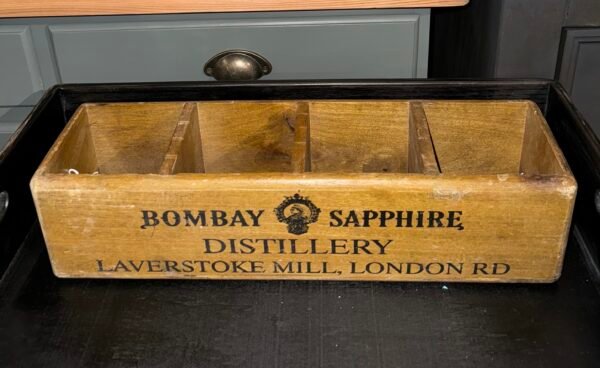 BOMBAY SAPPHIRE
DISTILLERY
LAVERSTOKE MILL, LONDON RD